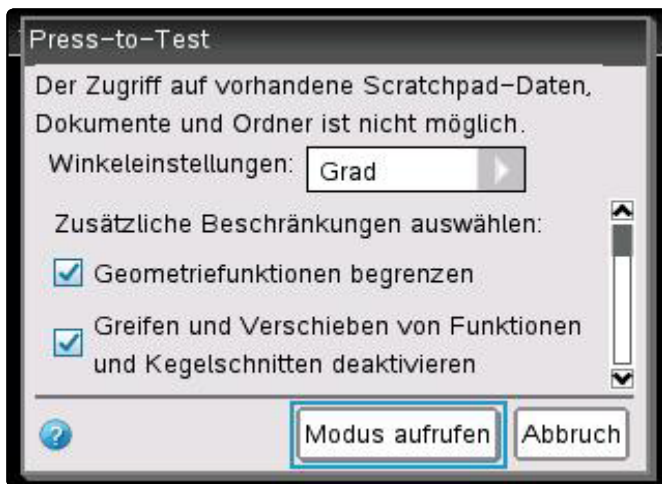 Press-to-Test
Der Zugriff auf vorhandene Scratchpad-Daten,
Dokumente und Ordner ist nicht möglich.
Winkeleinstellungen: Grad
Zusätzliche Beschränkungen auswählen:
Geometriefunktionen begrenzen
Greifen und Verschieben von Funktionen
und Kegelschnitten deaktivieren
? Modus aufrufen Abbruch